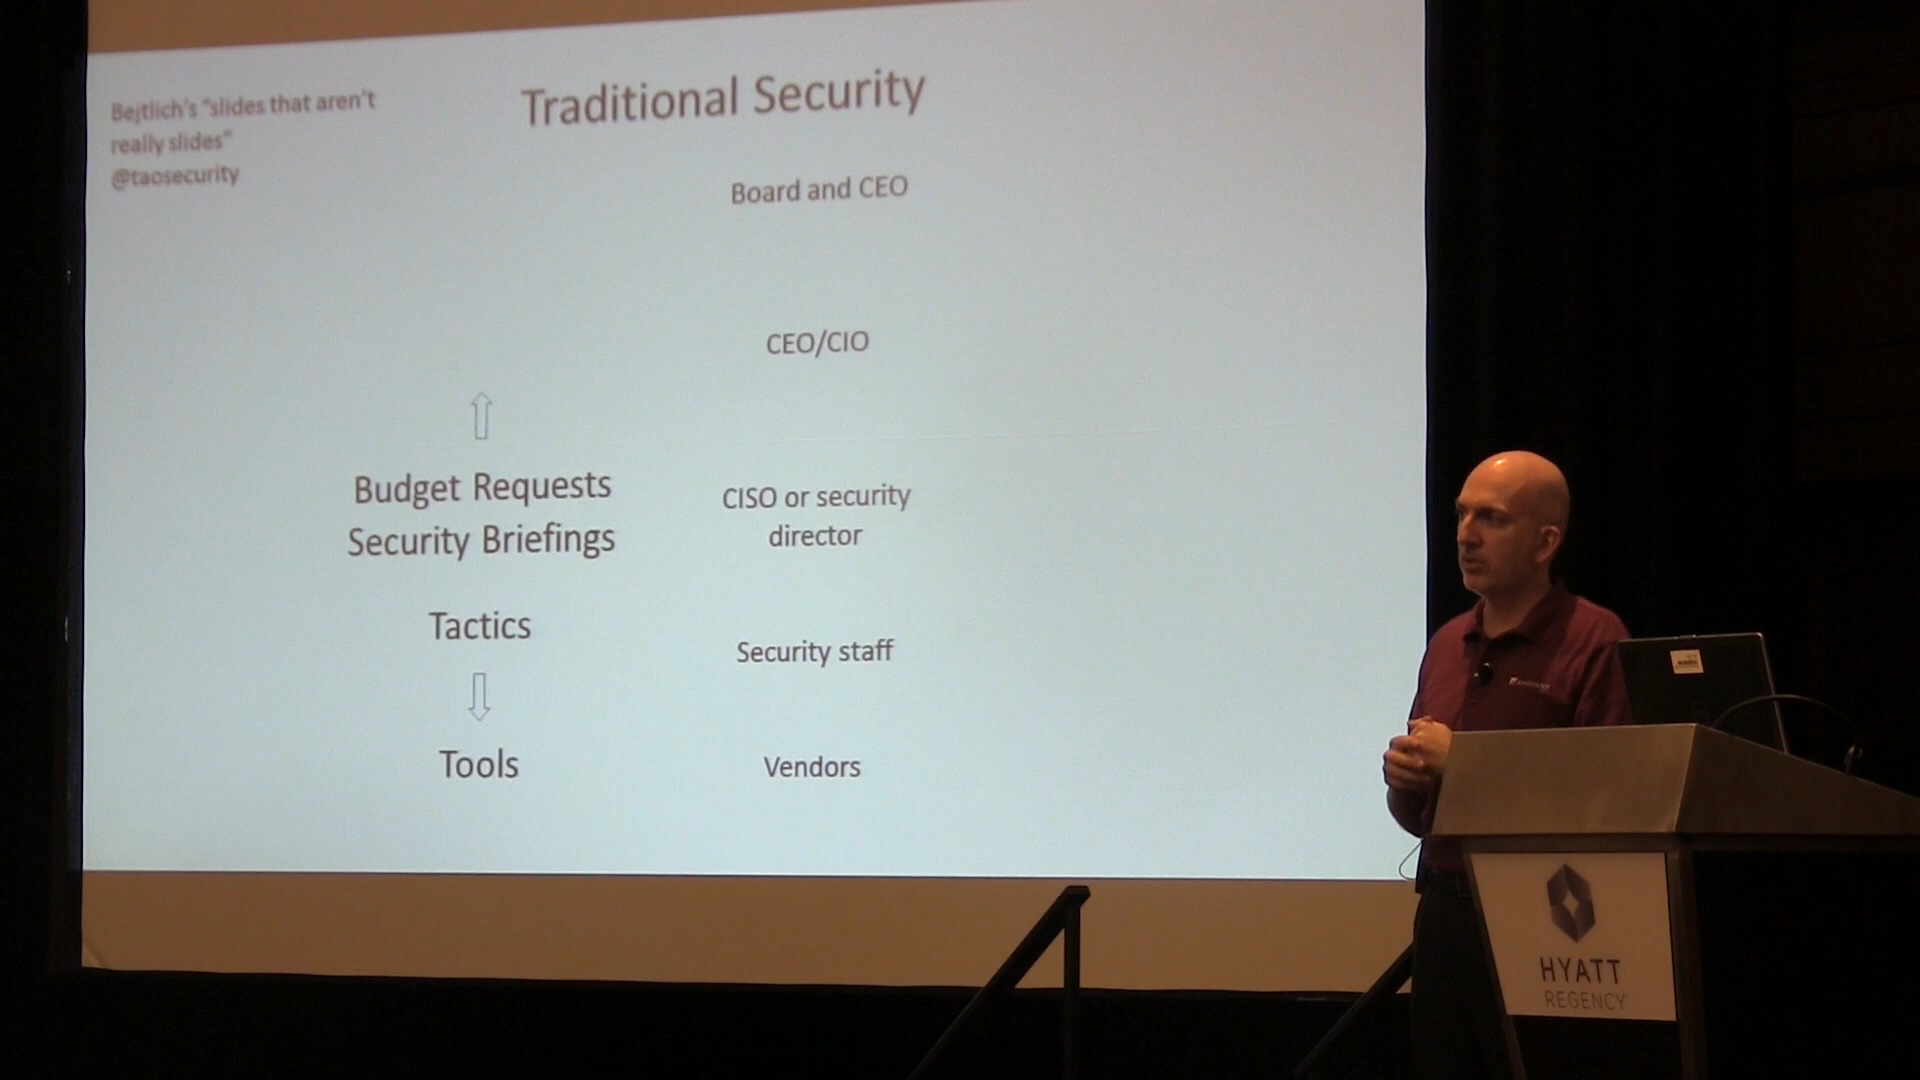 Bejtlich's "slides that aren't
really slides"
@taosecurity
Traditional Security
Board and CEO
CEO/CIO
Budget Requests
Security Briefings
CISO or security
director
Tactics
Security staff
Tools
Vendors
HYATT
REGENCY